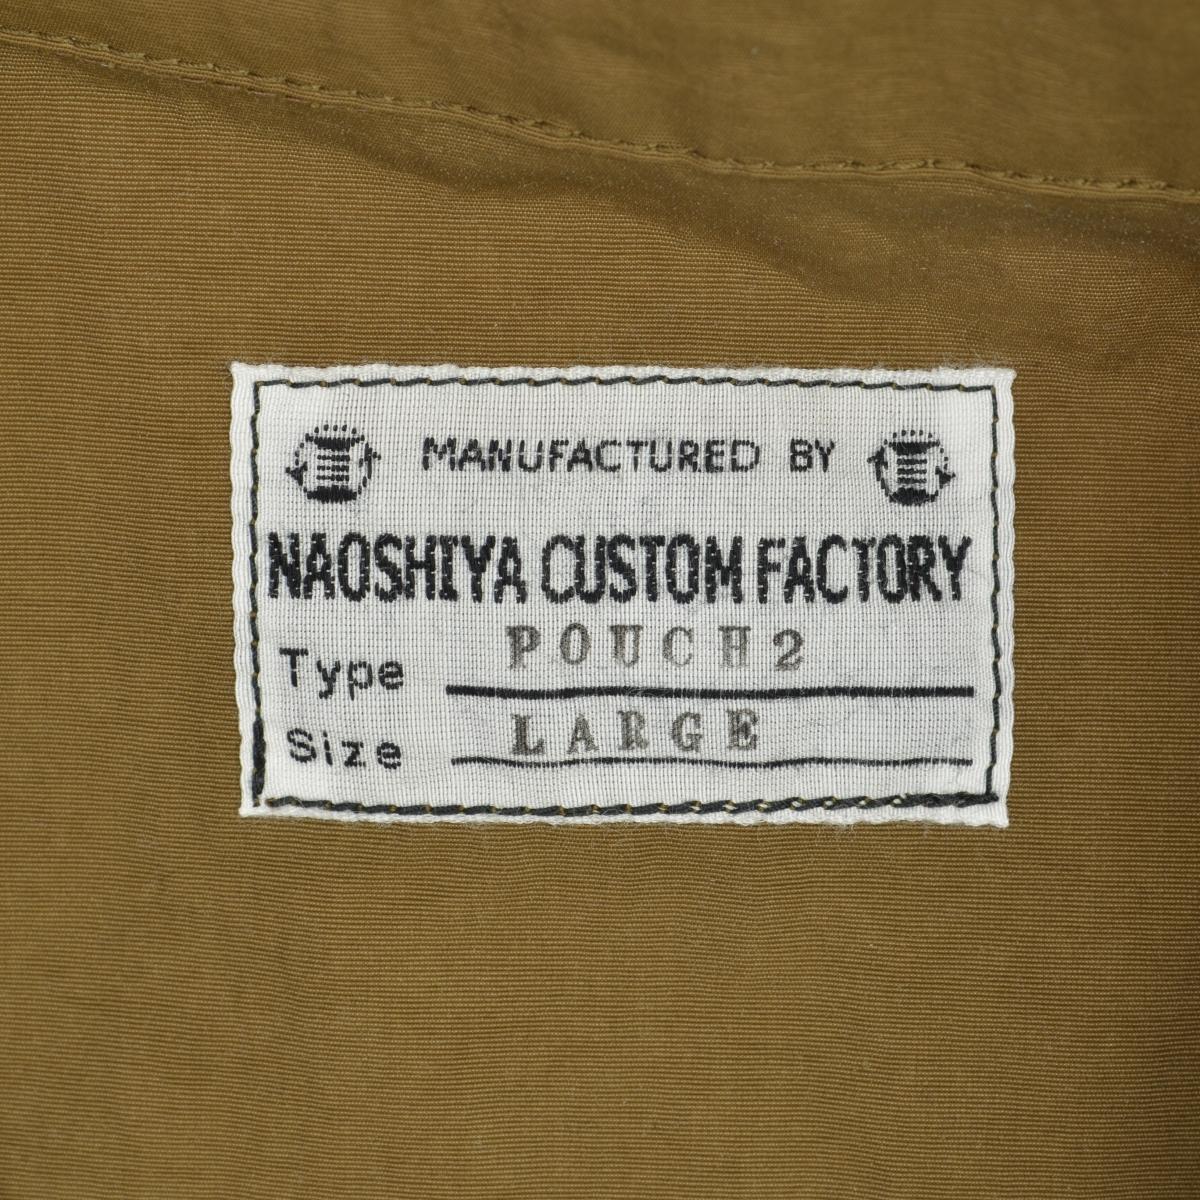 MANUFACTURED BY
NAOSHIYA CUSTOM FACTORY
Type POUCH2
Size LARGE